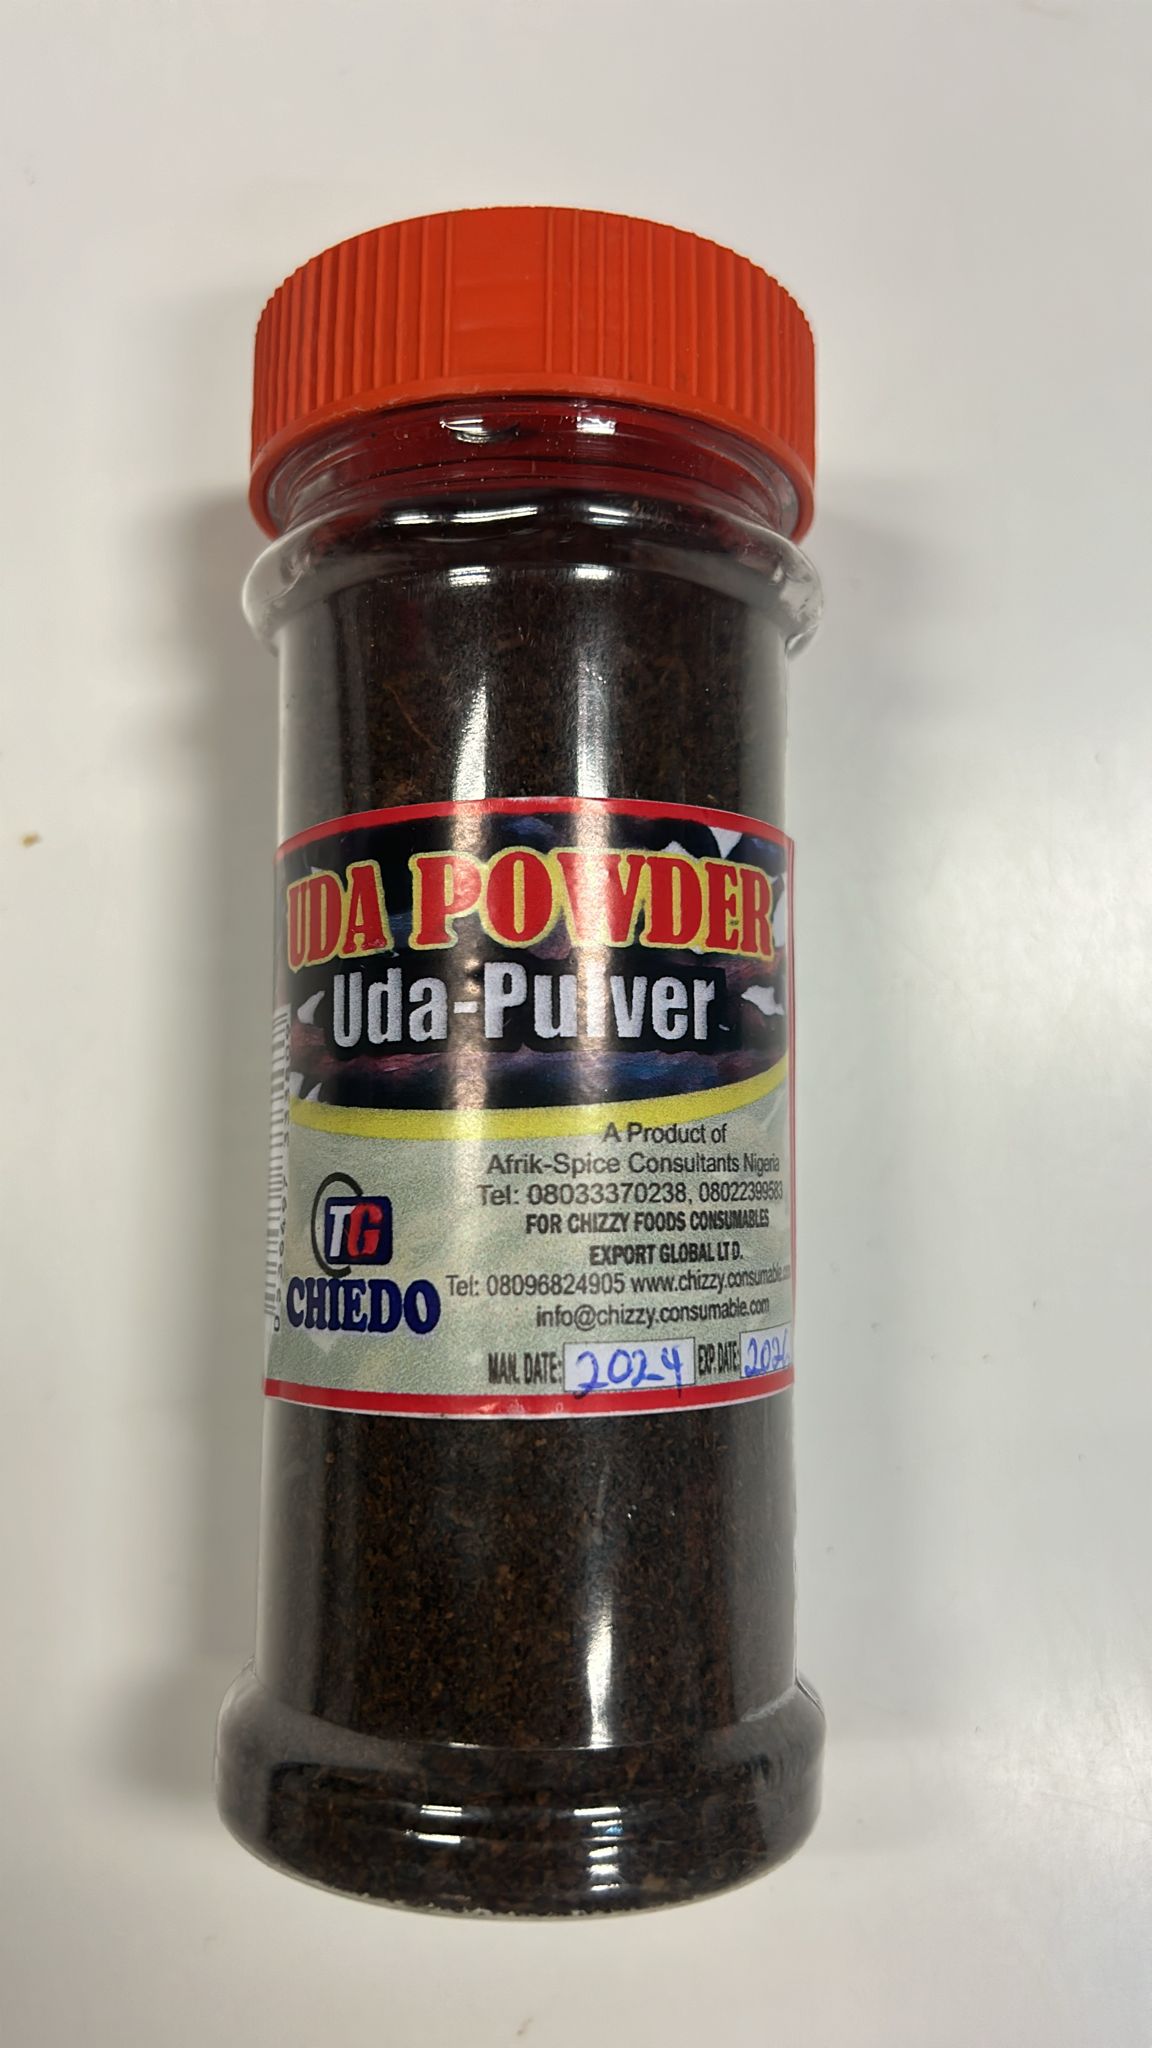 UDA POWDER
Uda-Pulver
A Product of
Afrik-Spice Consultants Nigeria
Tel: 08033370238, 08022399583
FOR CHIZZY FOODS CONSUMABLES
EXPORT GLOBAL LTD.
Tel: 08096824905 www.chizzy.consumable
info@chizzy.consumable.com
TG
CHIEDO
MAN. DATE: 2024 EXP. DATE: 2026